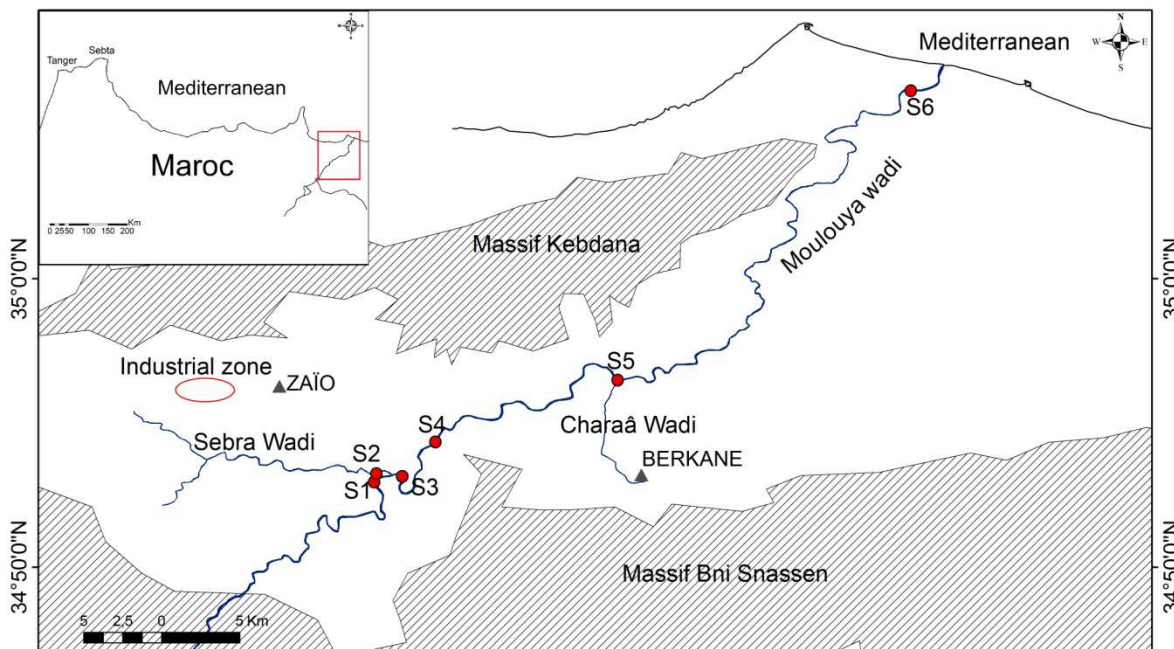 Tanger
Sebta
Mediterranean
Maroc
Km
0 25 50 100 150 200
N
W E
S
Mediterranean
S6
Moulouya wadi
Massif Kebdana
35°0'0"N
35°0'0"N
Industrial zone
ZAÏO
S5
Sebra Wadi
S4
Charaâ Wadi
S2
BERKANE
S1
S3
34°50'0"N
34°50'0"N
Massif Bni Snassen
5 2,5 0 5 Km